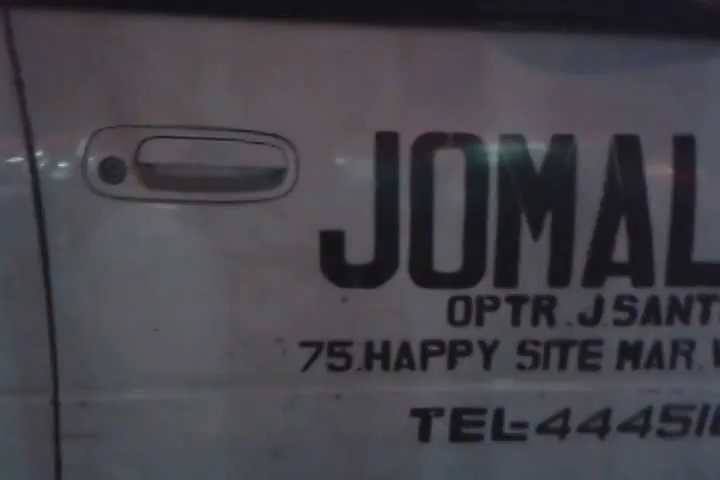 JOMAL
OPTR. J. SANT
75. HAPPY SITE MAR.
TEL-44451